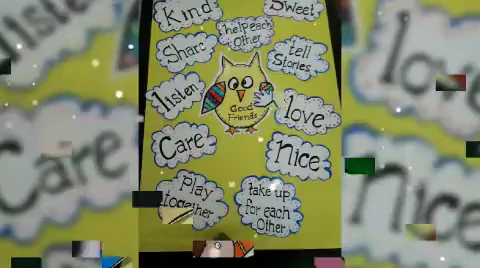 Kind
Sweet
help each
Other
Share
tell
Stories
listen
Good
Friends
love
Care
Nice
Play
Together
take up
for each
Other